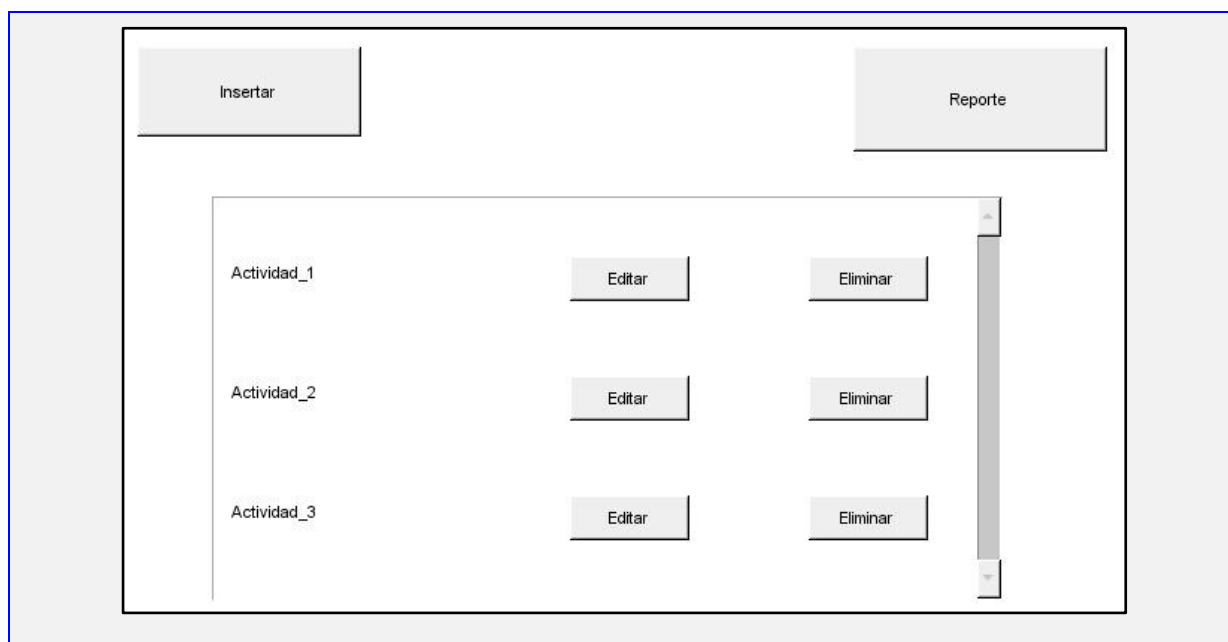 Insertar
Reporte
Actividad_1 Editar Eliminar
Actividad_2 Editar Eliminar
Actividad_3 Editar Eliminar